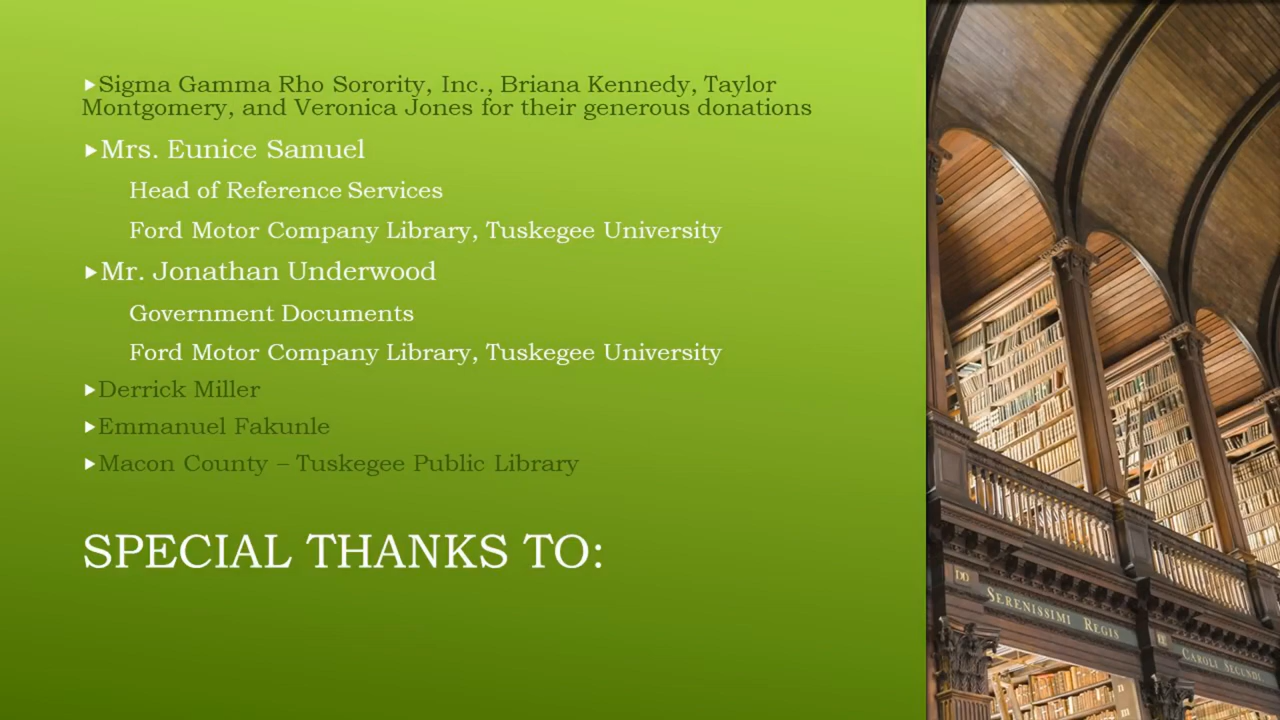 Sigma Gamma Rho Sorority, Inc., Briana Kennedy, Taylor
Montgomery, and Veronica Jones for their generous donations
Mrs. Eunice Samuel
Head of Reference Services
Ford Motor Company Library, Tuskegee University
Mr. Jonathan Underwood
Government Documents
Ford Motor Company Library, Tuskegee University
Derrick Miller
Emmanuel Fakunle
Macon County – Tuskegee Public Library
SPECIAL THANKS TO:
DD
SERENISSIMI REGIS
CAROLI SECUNDI.